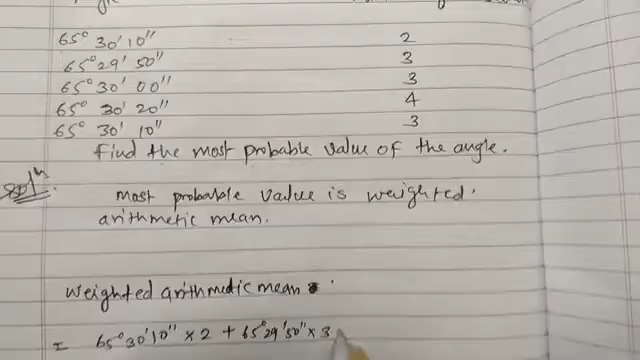 65° 30' 10" 2
65° 29' 50" 3
65° 30' 00" 3
65° 30' 20" 4
65° 30' 10" 3
Find the most probable value of the angle.
Solⁿ.
most probable value is weighted.
arithmetic mean.
Weighted arithmetic mean
= 65° 30' 10" × 2 + 65° 29' 50" × 3